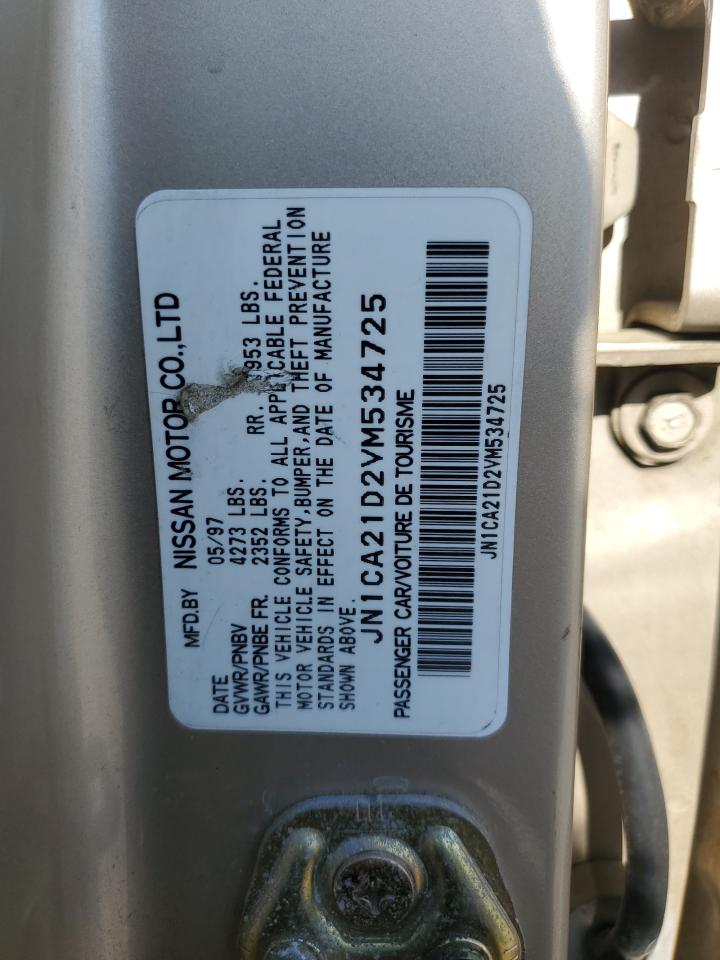 MFD.BY NISSAN MOTOR CO.,LTD
DATE 05/97
GVWR/PNBV 4273 LBS.
GAWR/PNBE FR. 2352 LBS. RR. 953 LBS.
THIS VEHICLE CONFORMS TO ALL APPLICABLE FEDERAL
MOTOR VEHICLE SAFETY,BUMPER,AND THEFT PREVENTION
STANDARDS IN EFFECT ON THE DATE OF MANUFACTURE
SHOWN ABOVE.
JN1CA21D2VM534725
PASSENGER CAR/VOITURE DE TOURISME
JN1CA21D2VM534725